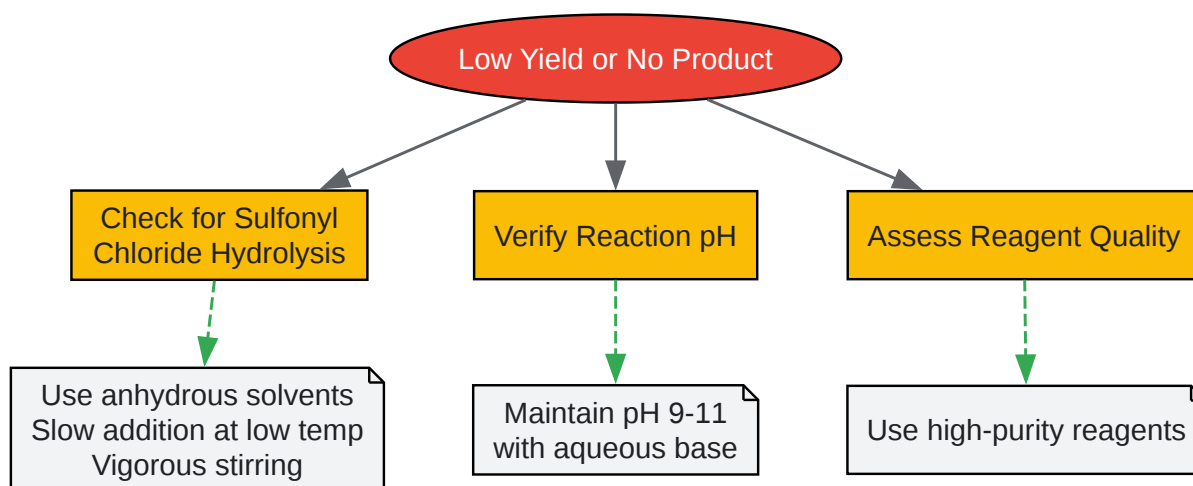 Low Yield or No Product
Check for Sulfonyl
Chloride Hydrolysis
Verify Reaction pH
Assess Reagent Quality
Use anhydrous solvents
Slow addition at low temp
Vigorous stirring
Maintain pH 9-11
with aqueous base
Use high-purity reagents